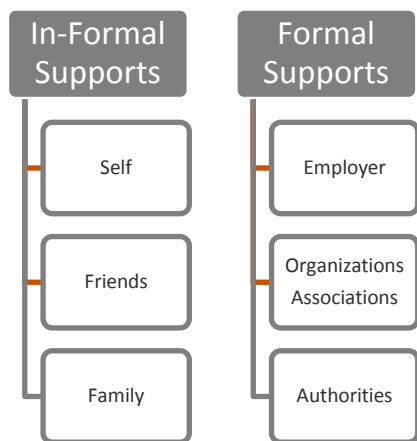 In-Formal
Supports
Self
Friends
Family
Formal
Supports
Employer
Organizations
Associations
Authorities